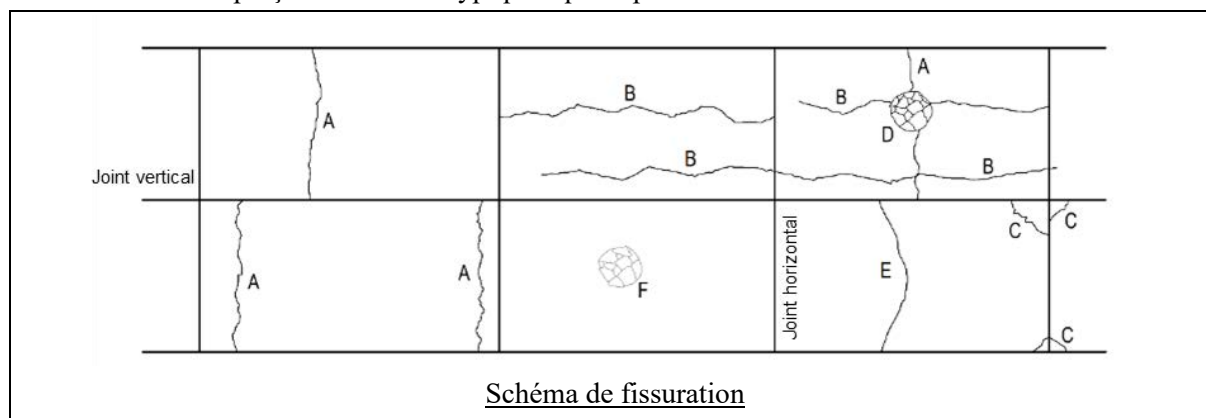 A
B
A
A
B
D
B
B
Joint vertical
A
A
F
Joint horizontal
E
C
C
C
Schéma de fissuration